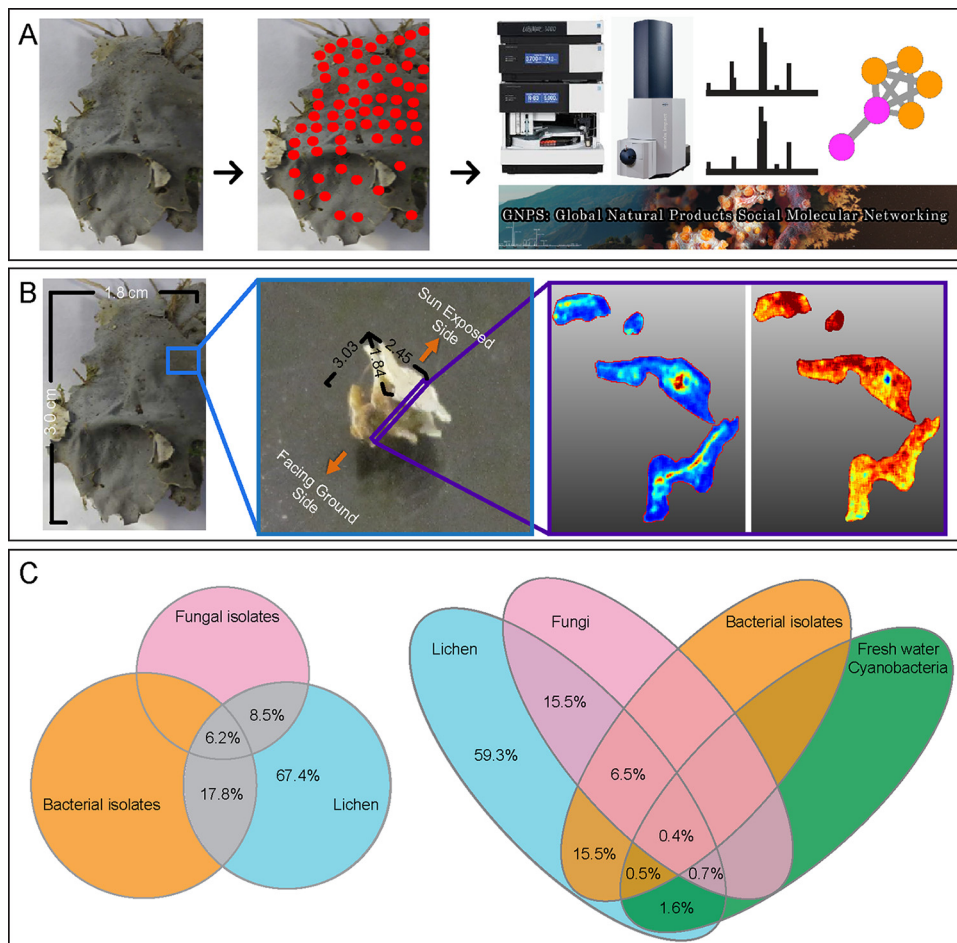 A
GNPS: Global Natural Products Social Molecular Networking
B
1.8 cm
3.0 cm
Sun Exposed
Side
3.03
1.84
2.45
Facing Ground
Side
C
Fungal isolates
8.5%
6.2%
67.4%
Bacterial isolates
17.8%
Lichen
Fungi
Bacterial isolates
Lichen
Fresh water
Cyanobacteria
15.5%
59.3%
6.5%
0.4%
15.5%
0.5%
0.7%
1.6%